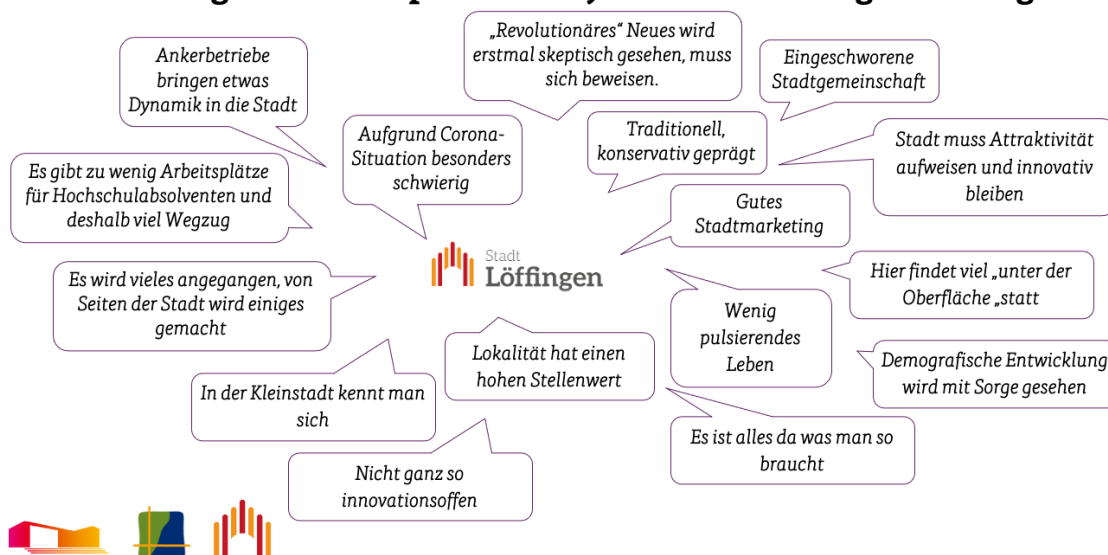 „Revolutionäres“ Neues wird
erstmal skeptisch gesehen, muss
sich beweisen.
Ankerbetriebe
bringen etwas
Dynamik in die Stadt
Eingeschworene
Stadtgemeinschaft
Aufgrund Corona-
Situation besonders
schwierig
Traditionell,
konservativ geprägt
Stadt muss Attraktivität
aufweisen und innovativ
bleiben
Es gibt zu wenig Arbeitsplätze
für Hochschulabsolventen und
deshalb viel Wegzug
Gutes
Stadtmarketing
Stadt
Löffingen
Es wird vieles angegangen, von
Seiten der Stadt wird einiges
gemacht
Hier findet viel „unter der
Oberfläche „statt
Wenig
pulsierendes
Leben
Lokalität hat einen
hohen Stellenwert
Demografische Entwicklung
wird mit Sorge gesehen
In der Kleinstadt kennt man
sich
Es ist alles da was man so
braucht
Nicht ganz so
innovationsoffen